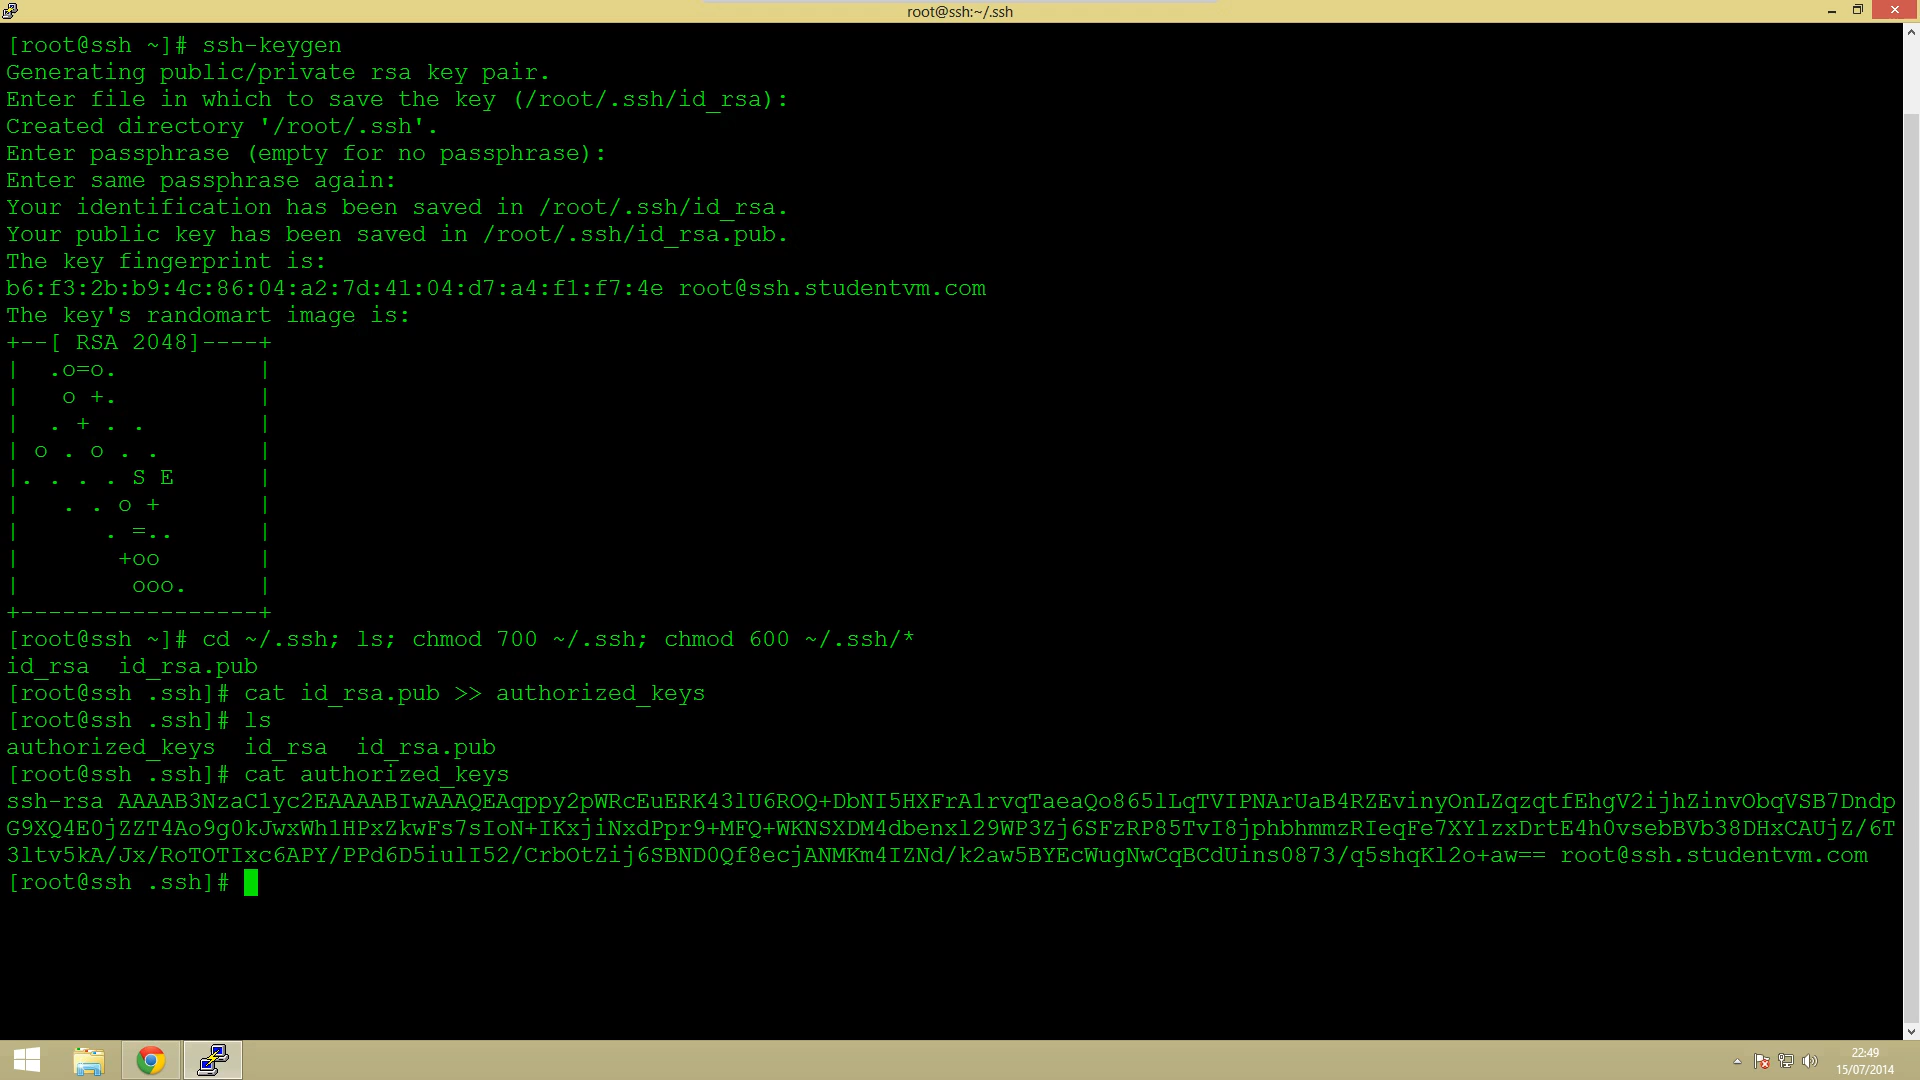 root@ssh:~/.ssh
[root@ssh ~]# ssh-keygen
Generating public/private rsa key pair.
Enter file in which to save the key (/root/.ssh/id_rsa):
Created directory '/root/.ssh'.
Enter passphrase (empty for no passphrase):
Enter same passphrase again:
Your identification has been saved in /root/.ssh/id_rsa.
Your public key has been saved in /root/.ssh/id_rsa.pub.
The key fingerprint is:
b6:f3:2b:b9:4c:86:04:a2:7d:41:04:d7:a4:f1:f7:4e root@ssh.studentvm.com
The key's randomart image is:
+--[ RSA 2048]----+
|  .o=o.          |
|   o +.          |
|  . + . .        |
| o . o . .       |
|. . . . S E      |
|   . . o +       |
|      . =..      |
|       +oo       |
|        ooo.     |
+-----------------+
[root@ssh ~]# cd ~/.ssh; ls; chmod 700 ~/.ssh; chmod 600 ~/.ssh/*
id_rsa  id_rsa.pub
[root@ssh .ssh]# cat id_rsa.pub >> authorized_keys
[root@ssh .ssh]# ls
authorized_keys  id_rsa  id_rsa.pub
[root@ssh .ssh]# cat authorized_keys
ssh-rsa AAAAB3NzaC1yc2EAAAABIwAAAQEAqppy2pWRcEuERK43lU6ROQ+DbNI5HXFrA1rvqTaeaQo865lLqTVIPNArUaB4RZEvinyOnLZqzqtfEhgV2ijhZinvObqVSB7Dndp
G9XQ4E0jZZT4Ao9g0kJwxWh1HPxZkwFs7sIoN+IKxjiNxdPpr9+MFQ+WKNSXDM4dbenxl29WP3Zj6SFzRP85TvI8jphbhmmzRIeqFe7XYlzxDrtE4h0vsebBVb38DHxCAUjZ/6T
3ltv5kA/Jx/RoTOTIxc6APY/PPd6D5iulI52/CrbOtZij6SBND0Qf8ecjANMKm4IZNd/k2aw5BYEcWugNwCqBCdUins0873/q5shqKl2o+aw== root@ssh.studentvm.com
[root@ssh .ssh]#
22:49
15/07/2014